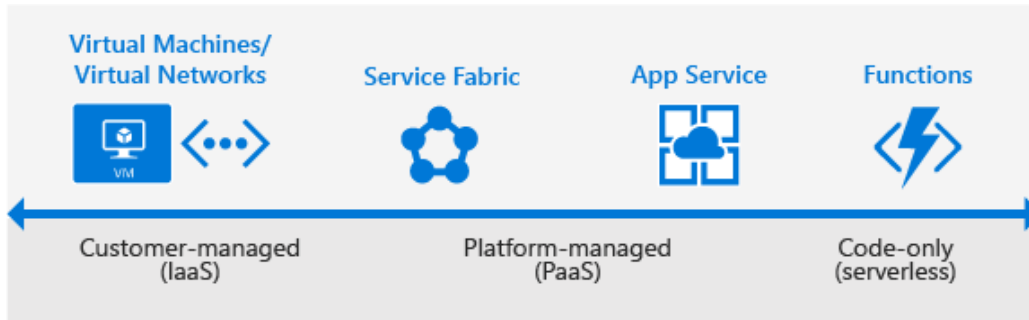 Virtual Machines/
Virtual Networks
Service Fabric
App Service
Functions
VM
Customer-managed
(IaaS)
Platform-managed
(PaaS)
Code-only
(serverless)